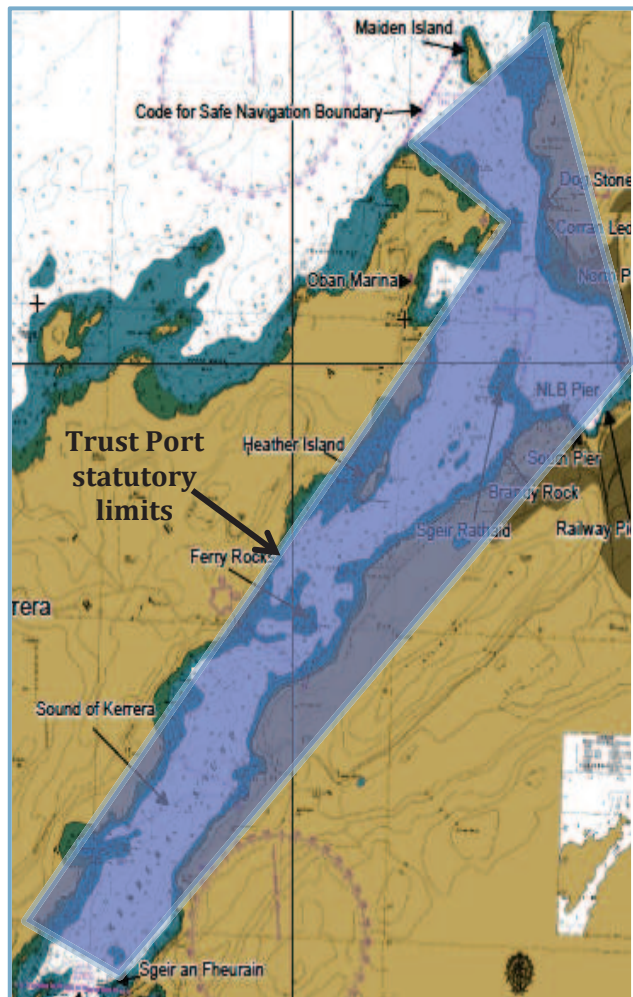 Maiden Island
Code for Safe Navigation Boundary
Dog Stone
Corran Led
North P
Oban Marina
NLB Pier
Trust Port
statutory
limits
Heather Island
South Pier
Brandy Rock
Sgeir Rathaid
Railway Pie
Ferry Rocks
rrera
Sound of Kerrera
Sgeir an Fheurain